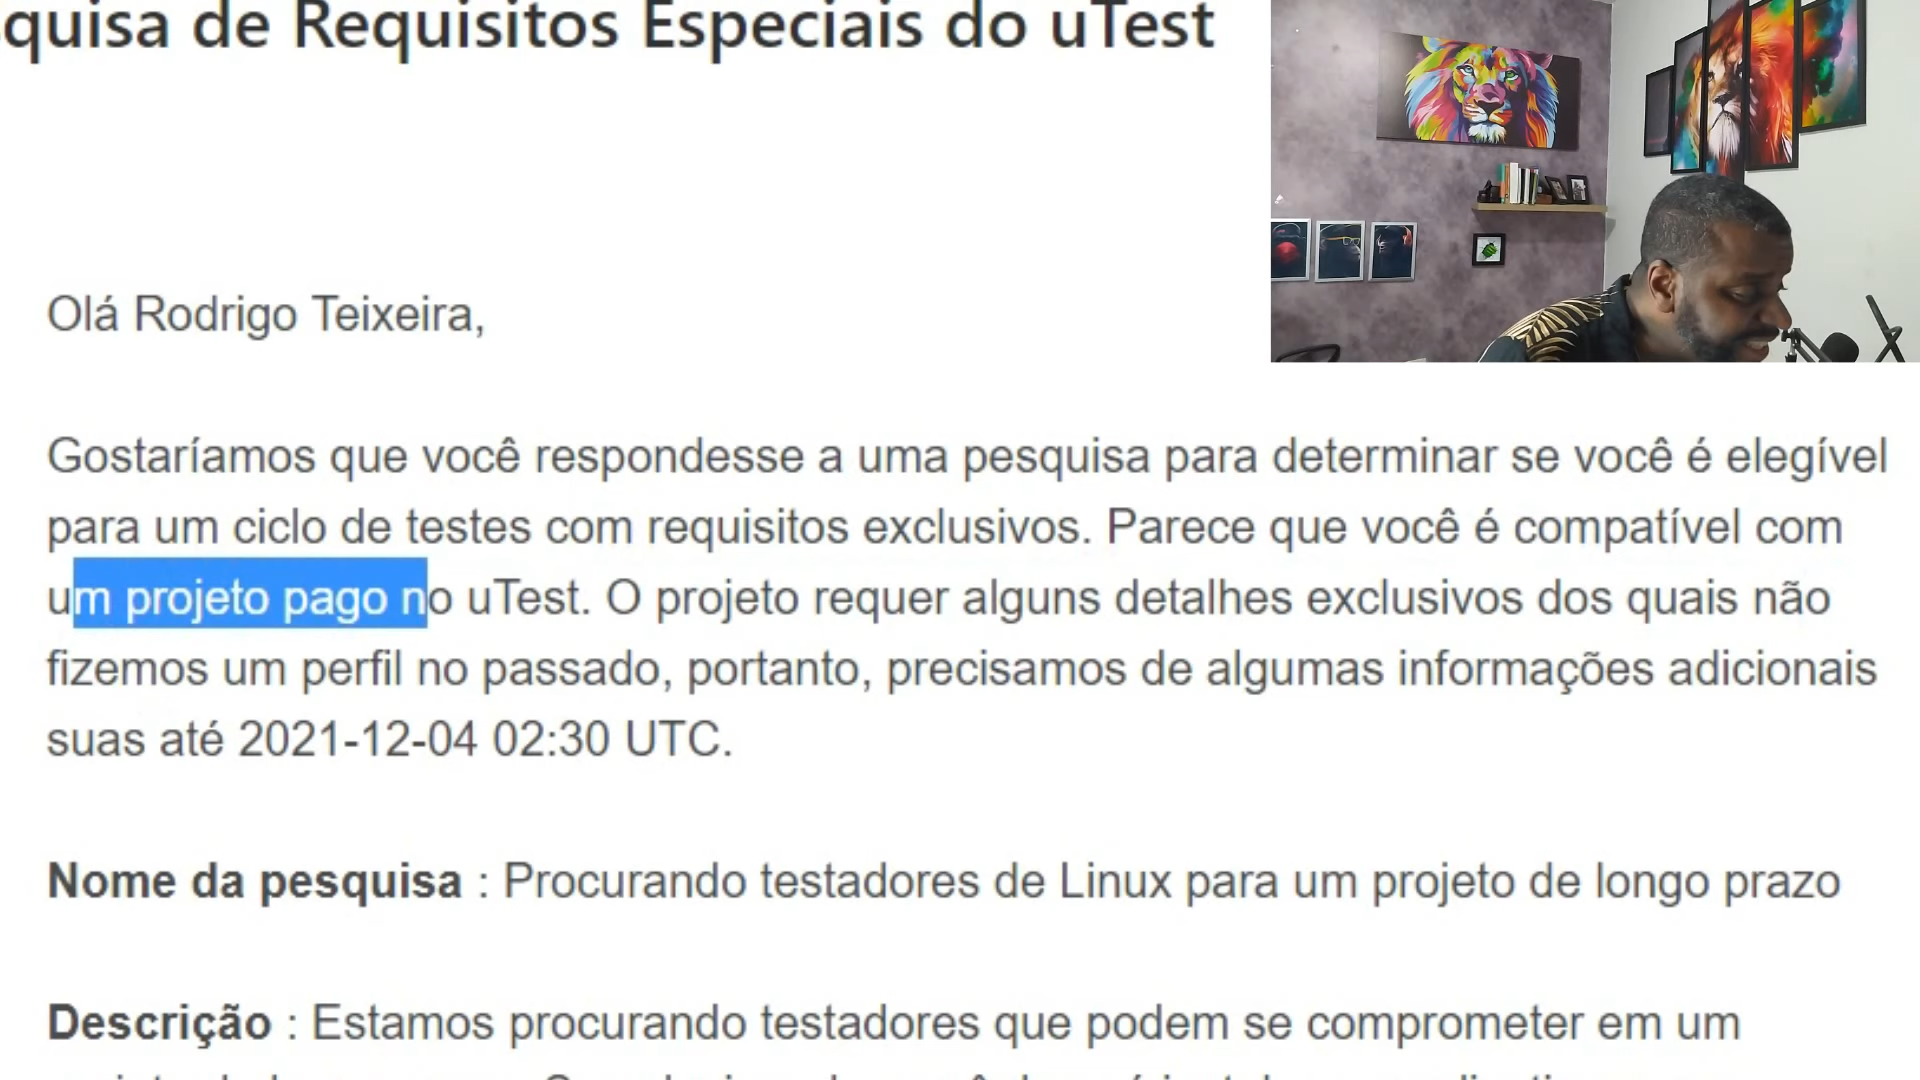 quisa de Requisitos Especiais do uTest
Olá Rodrigo Teixeira,
Gostaríamos que você respondesse a uma pesquisa para determinar se você é elegível
para um ciclo de testes com requisitos exclusivos. Parece que você é compatível com
um projeto pago no uTest. O projeto requer alguns detalhes exclusivos dos quais não
fizemos um perfil no passado, portanto, precisamos de algumas informações adicionais
suas até 2021-12-04 02:30 UTC.
Nome da pesquisa : Procurando testadores de Linux para um projeto de longo prazo
Descrição : Estamos procurando testadores que podem se comprometer em um